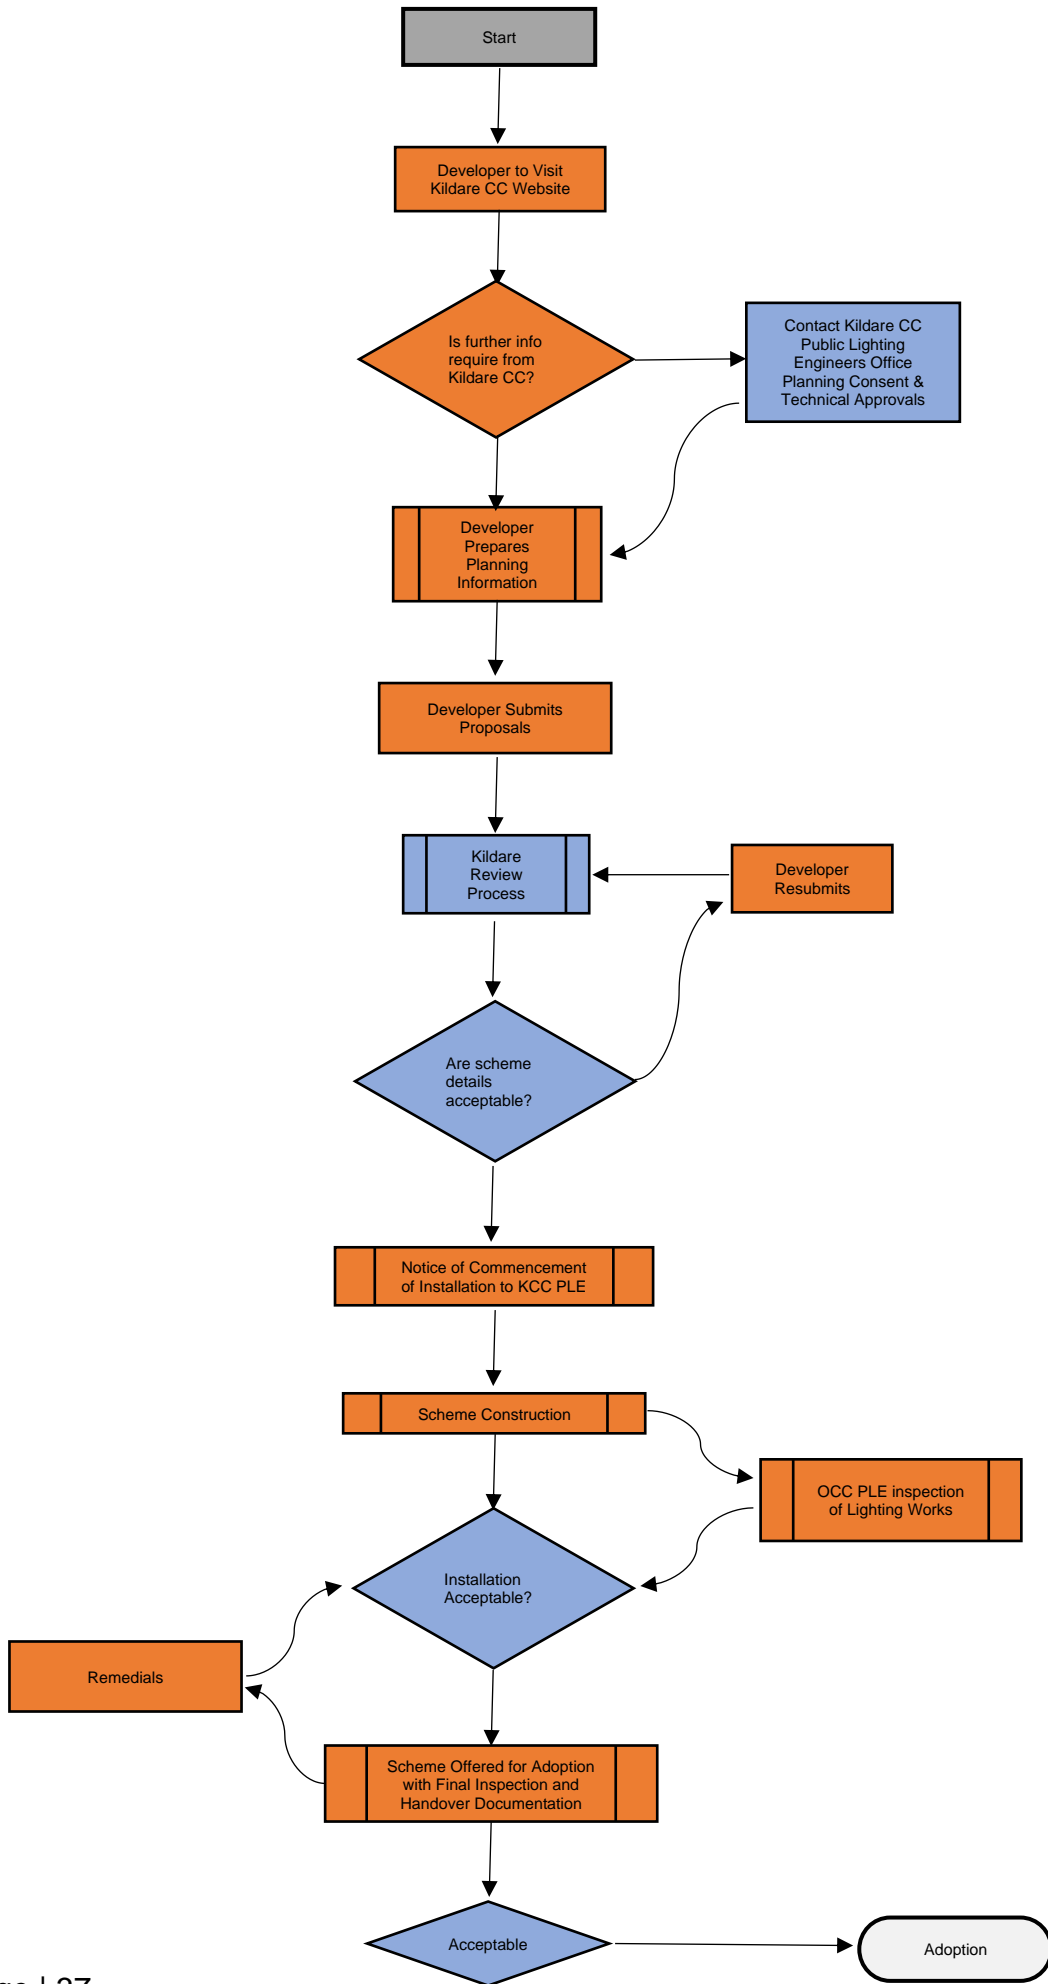 Start
Developer to Visit
Kildare CC Website
Is further info
require from
Kildare CC?
Contact Kildare CC
Public Lighting
Engineers Office
Planning Consent &
Technical Approvals
Developer
Prepares
Planning
Information
Developer Submits
Proposals
Kildare
Review
Process
Developer
Resubmits
Are scheme
details
acceptable?
Notice of Commencement
of Installation to KCC PLE
Scheme Construction
OCC PLE inspection
of Lighting Works
Installation
Acceptable?
Remedials
Scheme Offered for Adoption
with Final Inspection and
Handover Documentation
Acceptable
Adoption